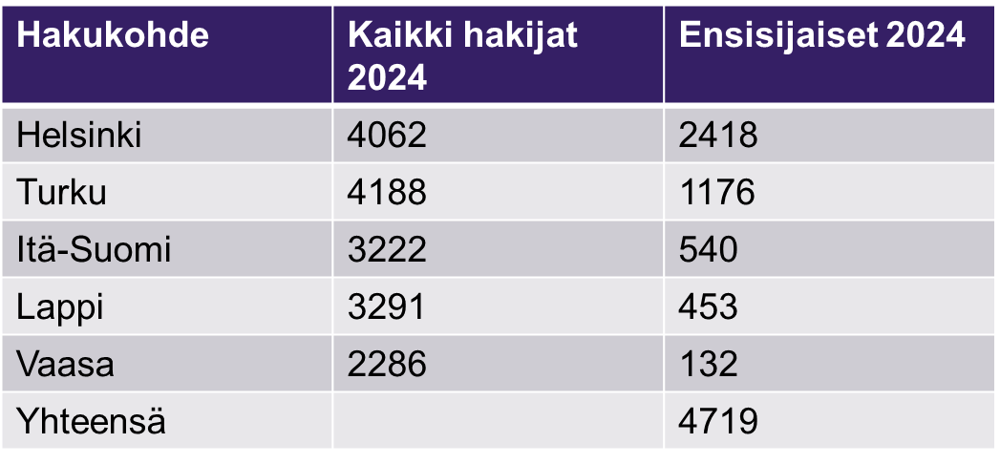 Hakukohde Kaikki hakijat 2024 Ensisijaiset 2024
Helsinki 4062 2418
Turku 4188 1176
Itä-Suomi 3222 540
Lappi 3291 453
Vaasa 2286 132
Yhteensä 4719